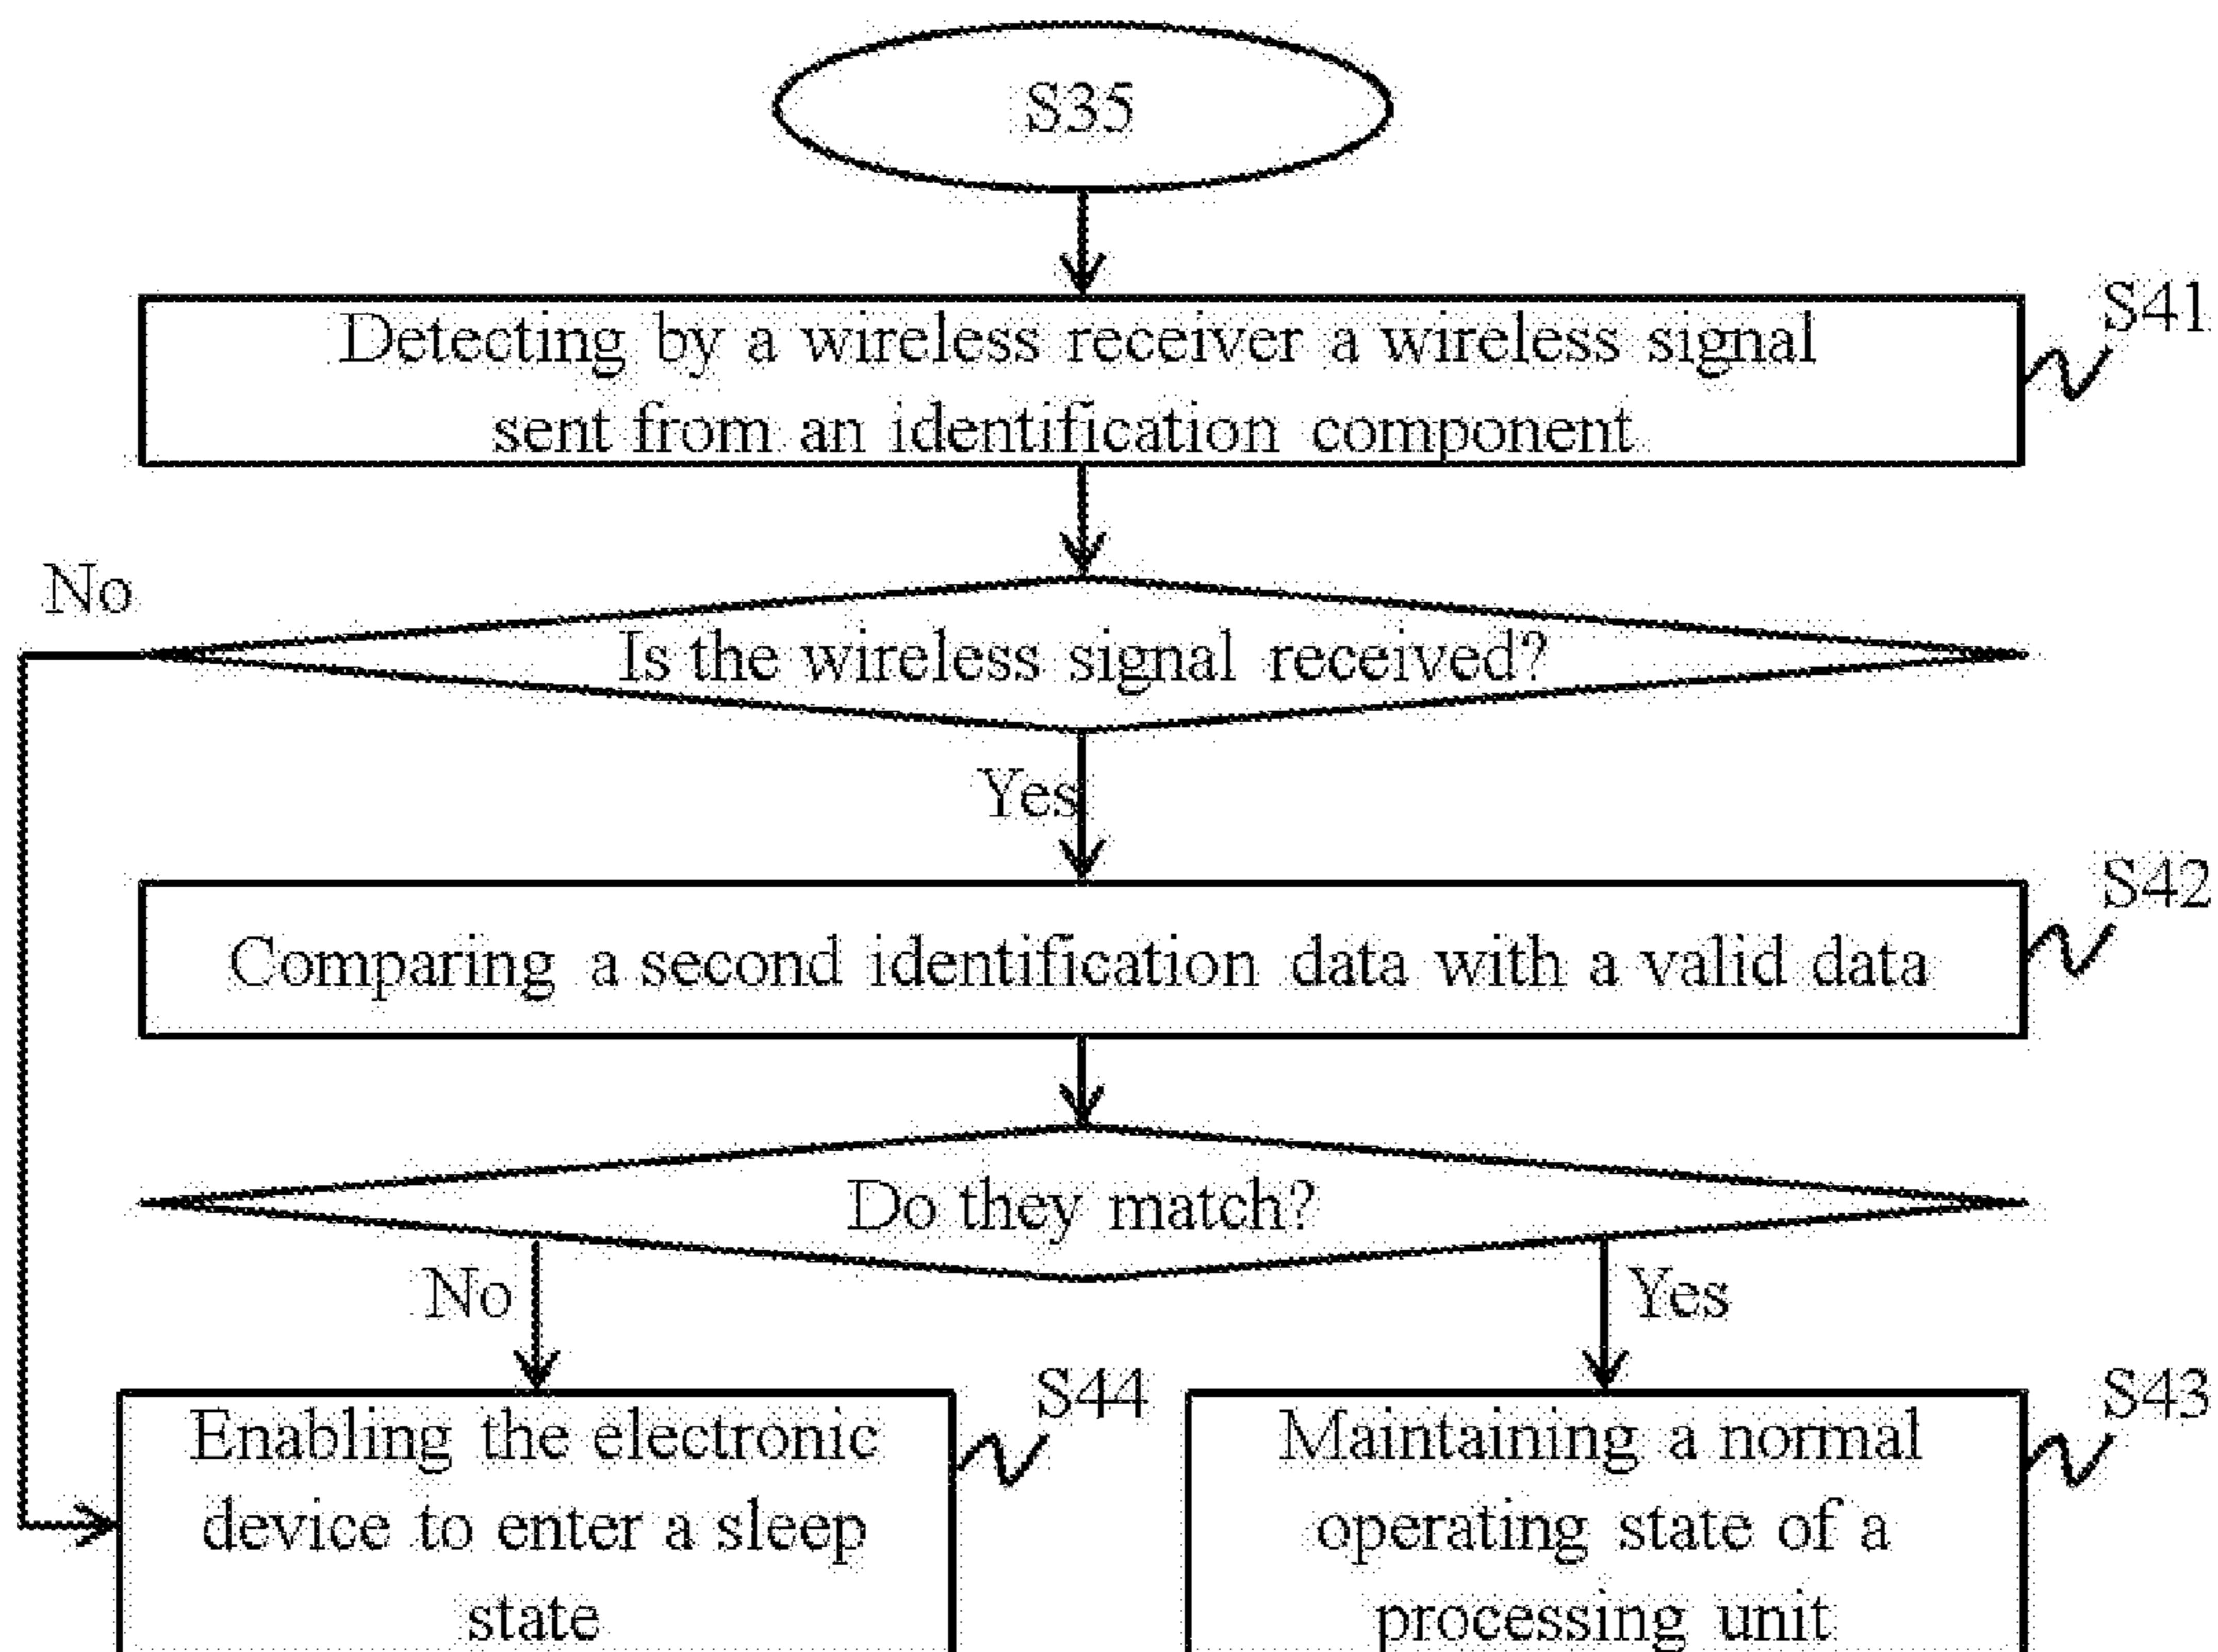 S35
S41
Detecting by a wireless receiver a wireless signal
sent from an identification component
No
Is the wireless signal received?
Yes
S42
Comparing a second identification data with a valid data
Do they match?
No
Yes
S44
Enabling the electronic
device to enter a sleep
state
S43
Maintaining a normal
operating state of a
processing unit